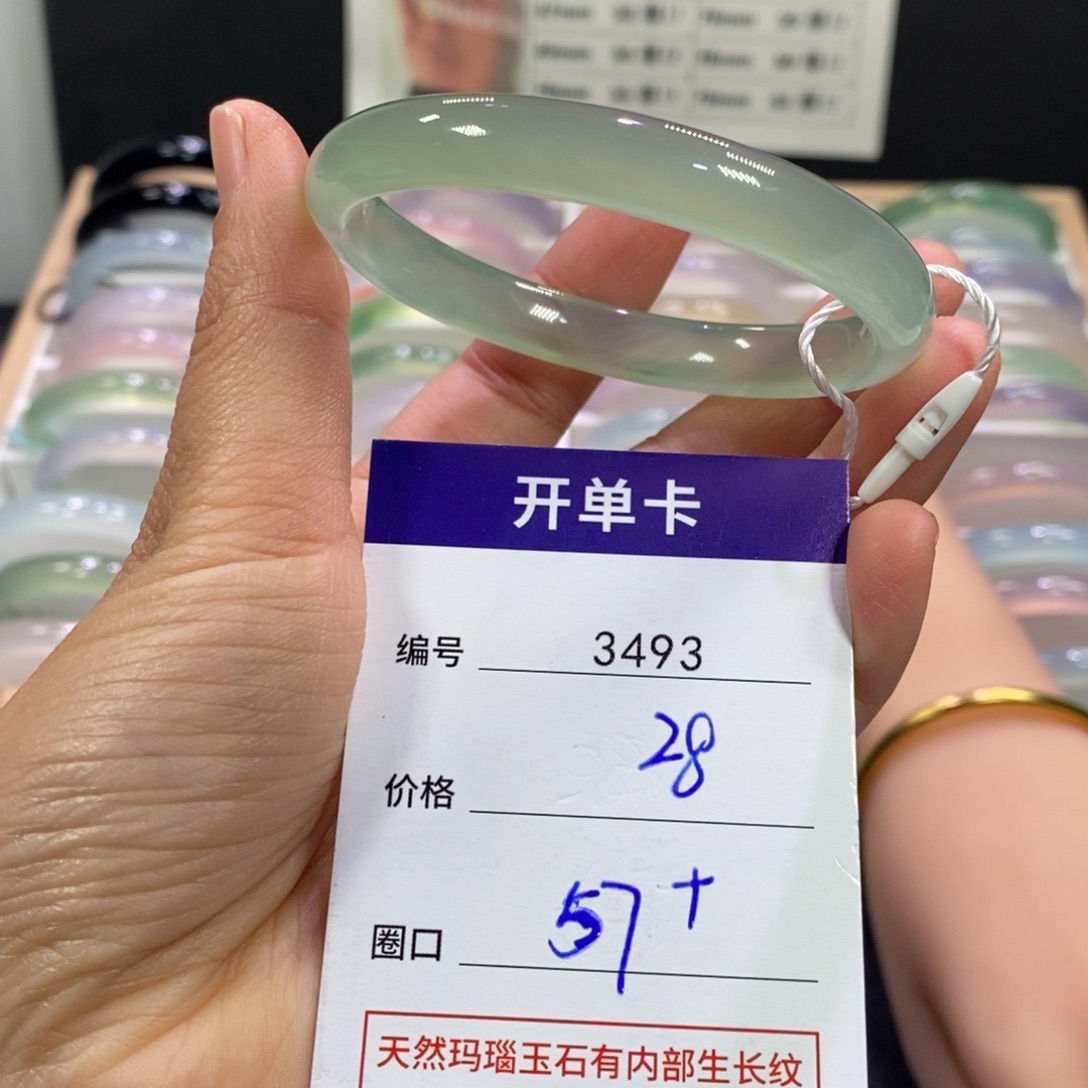 开单卡
编号 3493
价格 28
圈口 57+
天然玛瑙玉石有内部生长纹